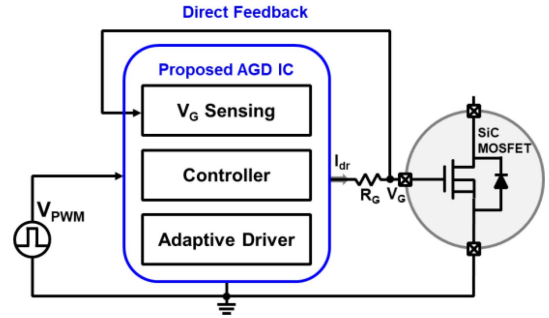 Direct Feedback
Proposed AGD IC
VG Sensing
Controller
Adaptive Driver
VPWM
Idr
RG
VG
SiC
MOSFET